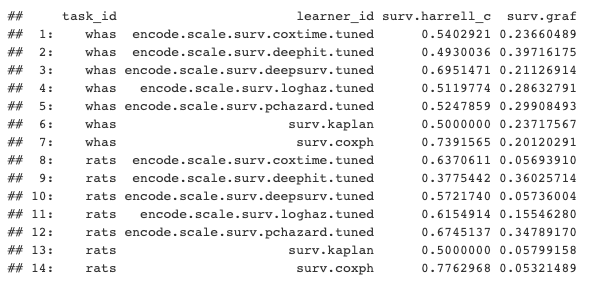 ##     task_id                       learner_id surv.harrell_c  surv.graf
##  1:    whas  encode.scale.surv.coxtime.tuned      0.5402921 0.23660489
##  2:    whas  encode.scale.surv.deephit.tuned      0.4930036 0.39716175
##  3:    whas encode.scale.surv.deepsurv.tuned      0.6951471 0.21126914
##  4:    whas   encode.scale.surv.loghaz.tuned      0.5119774 0.28632791
##  5:    whas encode.scale.surv.pchazard.tuned      0.5247859 0.29908493
##  6:    whas                      surv.kaplan      0.5000000 0.23717567
##  7:    whas                       surv.coxph      0.7391565 0.20120291
##  8:    rats  encode.scale.surv.coxtime.tuned      0.6370611 0.05693910
##  9:    rats  encode.scale.surv.deephit.tuned      0.3775442 0.36025714
## 10:    rats encode.scale.surv.deepsurv.tuned      0.5721740 0.05736004
## 11:    rats   encode.scale.surv.loghaz.tuned      0.6154914 0.15546280
## 12:    rats encode.scale.surv.pchazard.tuned      0.6745137 0.34789170
## 13:    rats                      surv.kaplan      0.5000000 0.05799158
## 14:    rats                       surv.coxph      0.7762968 0.05321489